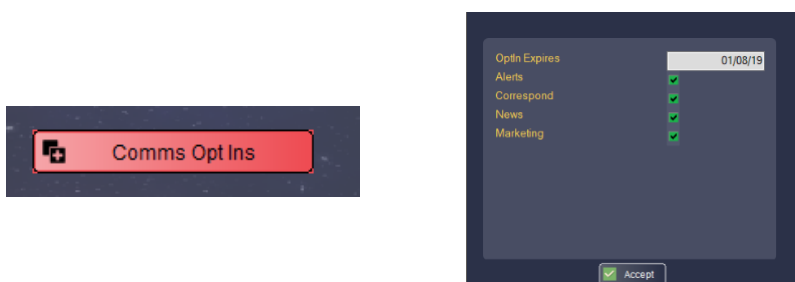 Comms Opt Ins
OptIn Expires 01/08/19
Alerts
Correspond
News
Marketing
Accept